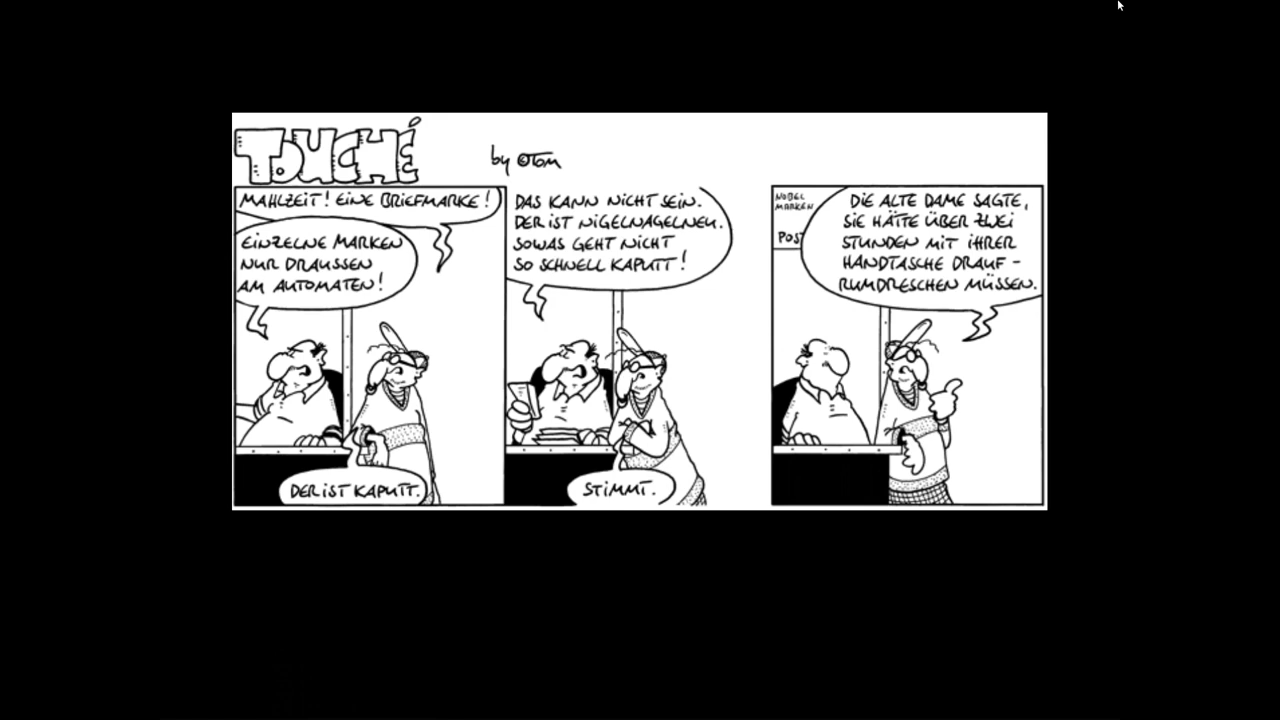 TOUCHÉ
by ©TOM
MAHLZEIT! EINE BRIEFMARKE!
EINZELNE MARKEN
NUR DRAUSSEN
AM AUTOMATEN!
DER IST KAPUTT.
DAS KANN NICHT SEIN.
DER IST NIGELNAGELNEU.
SOWAS GEHT NICHT
SO SCHNELL KAPUTT!
STIMMT.
NOBEL
MARKEN
POST
DIE ALTE DAME SAGTE,
SIE HÄTTE ÜBER ZWEI
STUNDEN MIT IHRER
HANDTASCHE DRAUF-
RUMDRESCHEN MÜSSEN.